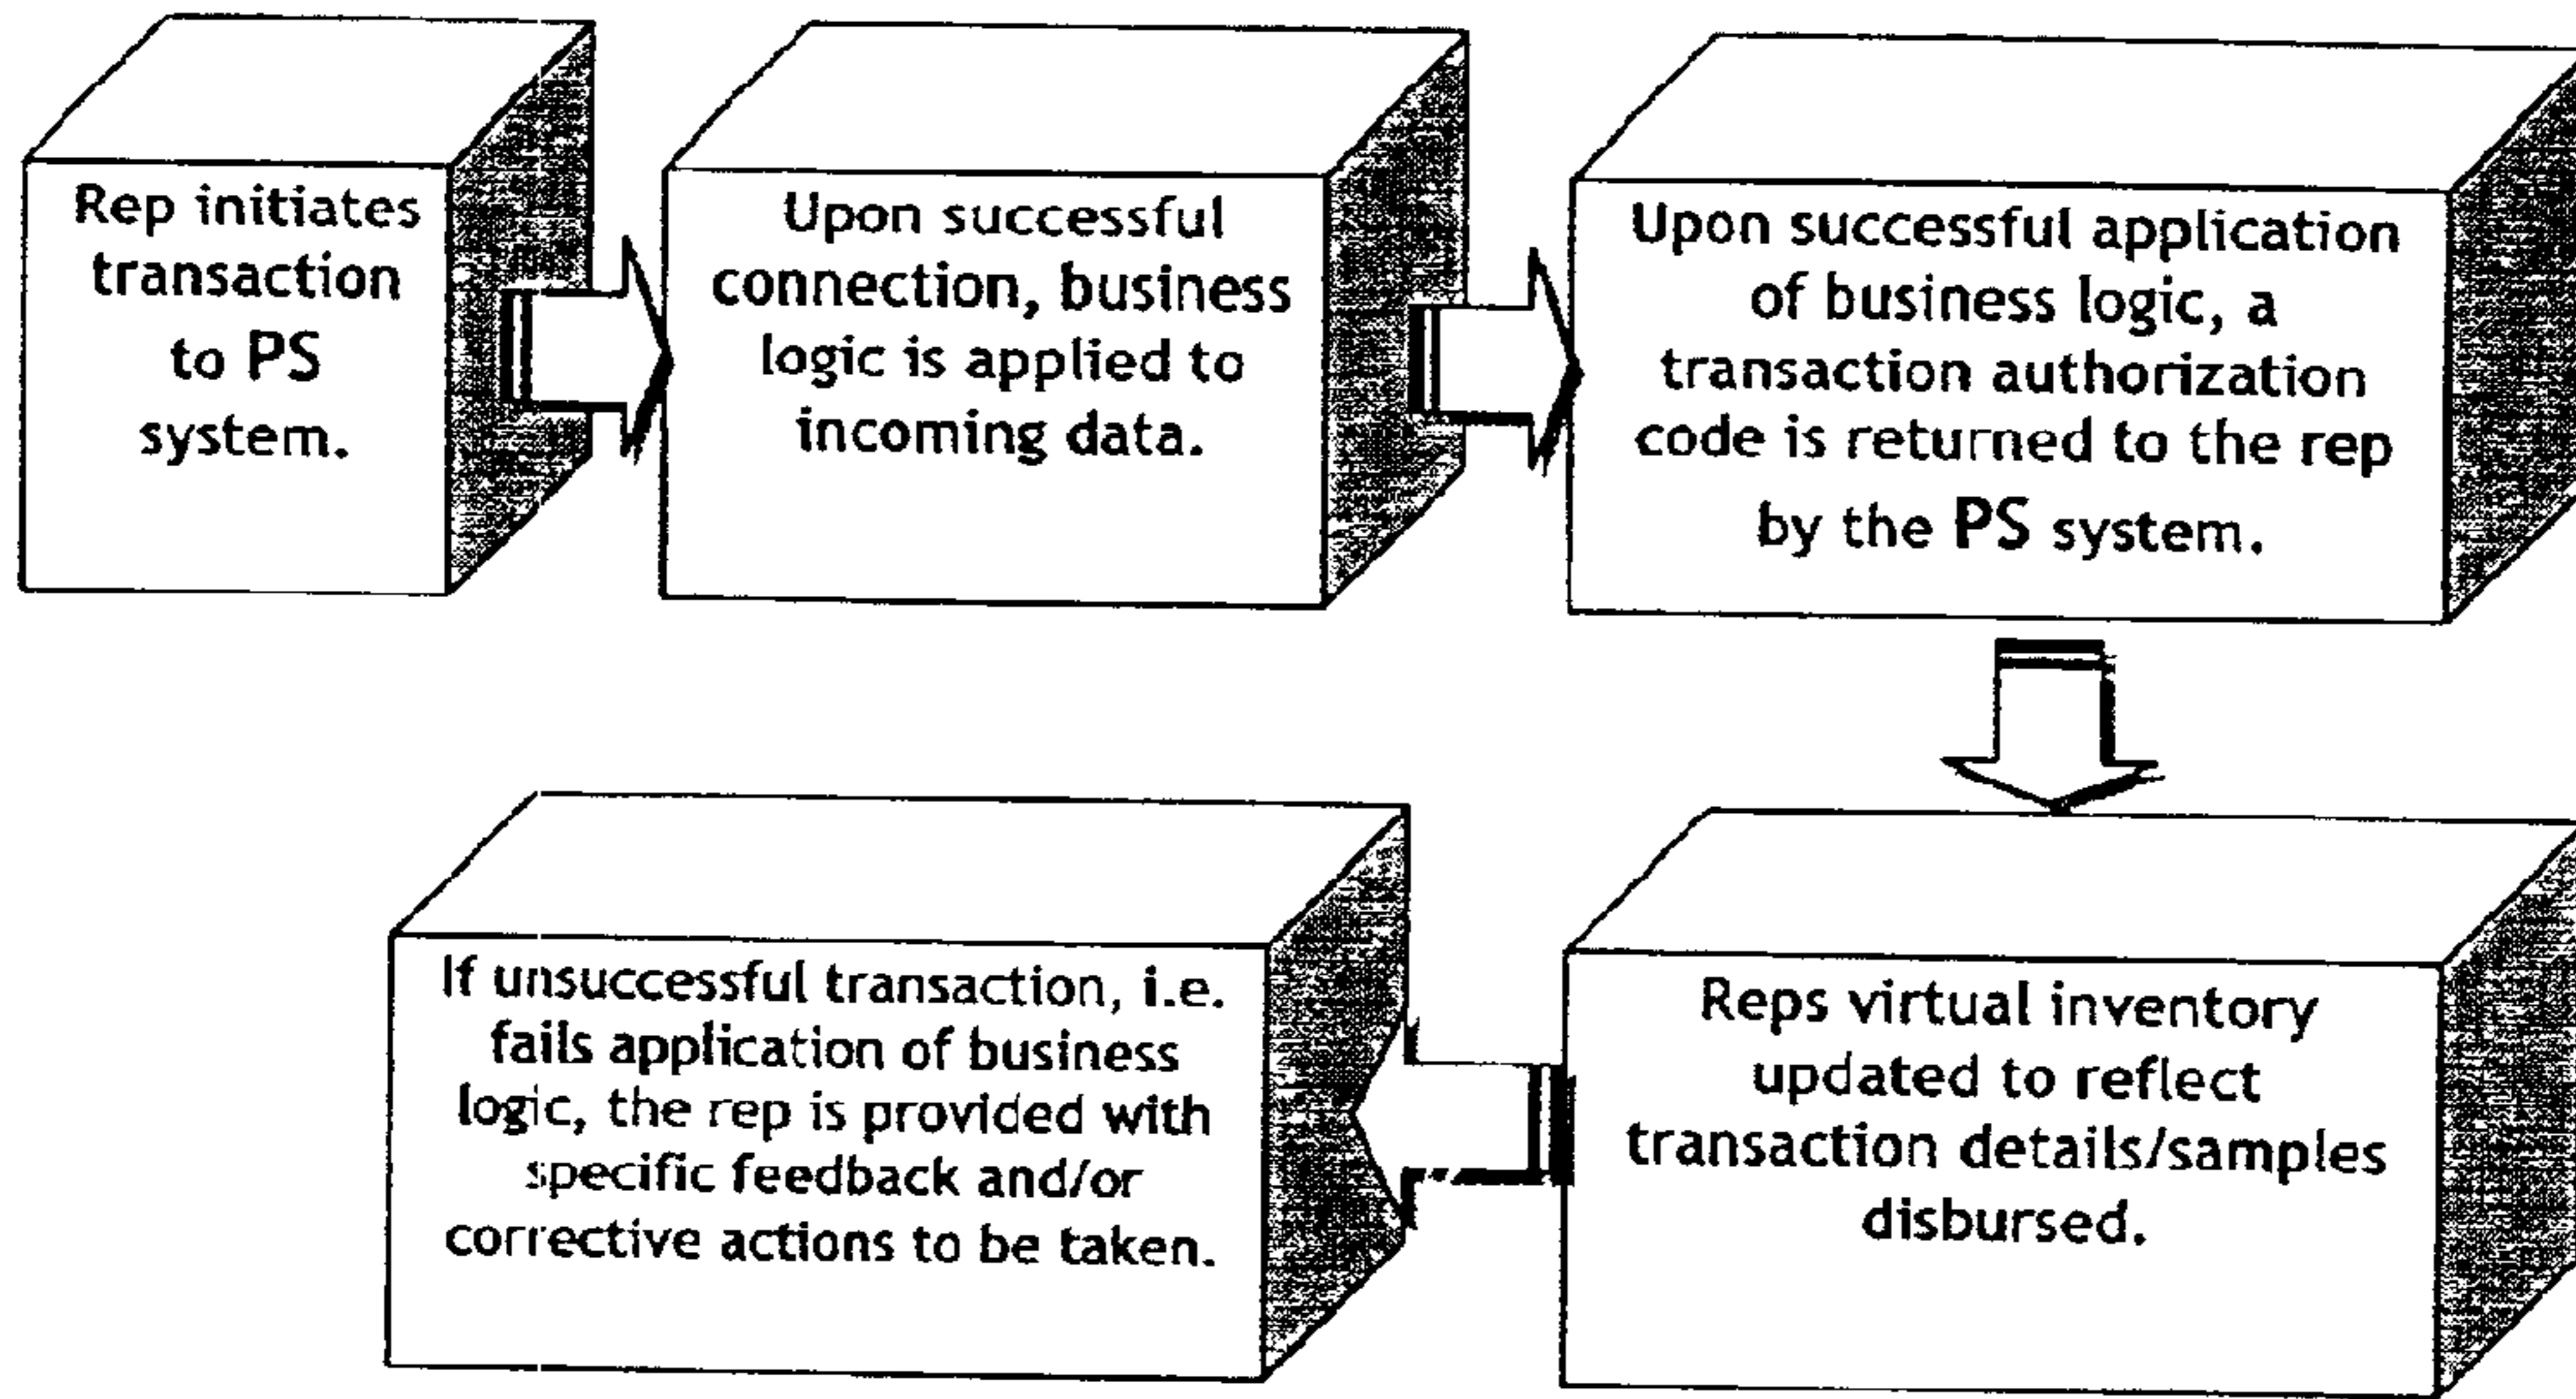 Rep initiates
transaction
to PS
system.
Upon successful
connection, business
logic is applied to
incoming data.
Upon successful application
of business logic, a
transaction authorization
code is returned to the rep
by the PS system.
Reps virtual inventory
updated to reflect
transaction details/samples
disbursed.
If unsuccessful transaction, i.e.
fails application of business
logic, the rep is provided with
specific feedback and/or
corrective actions to be taken.